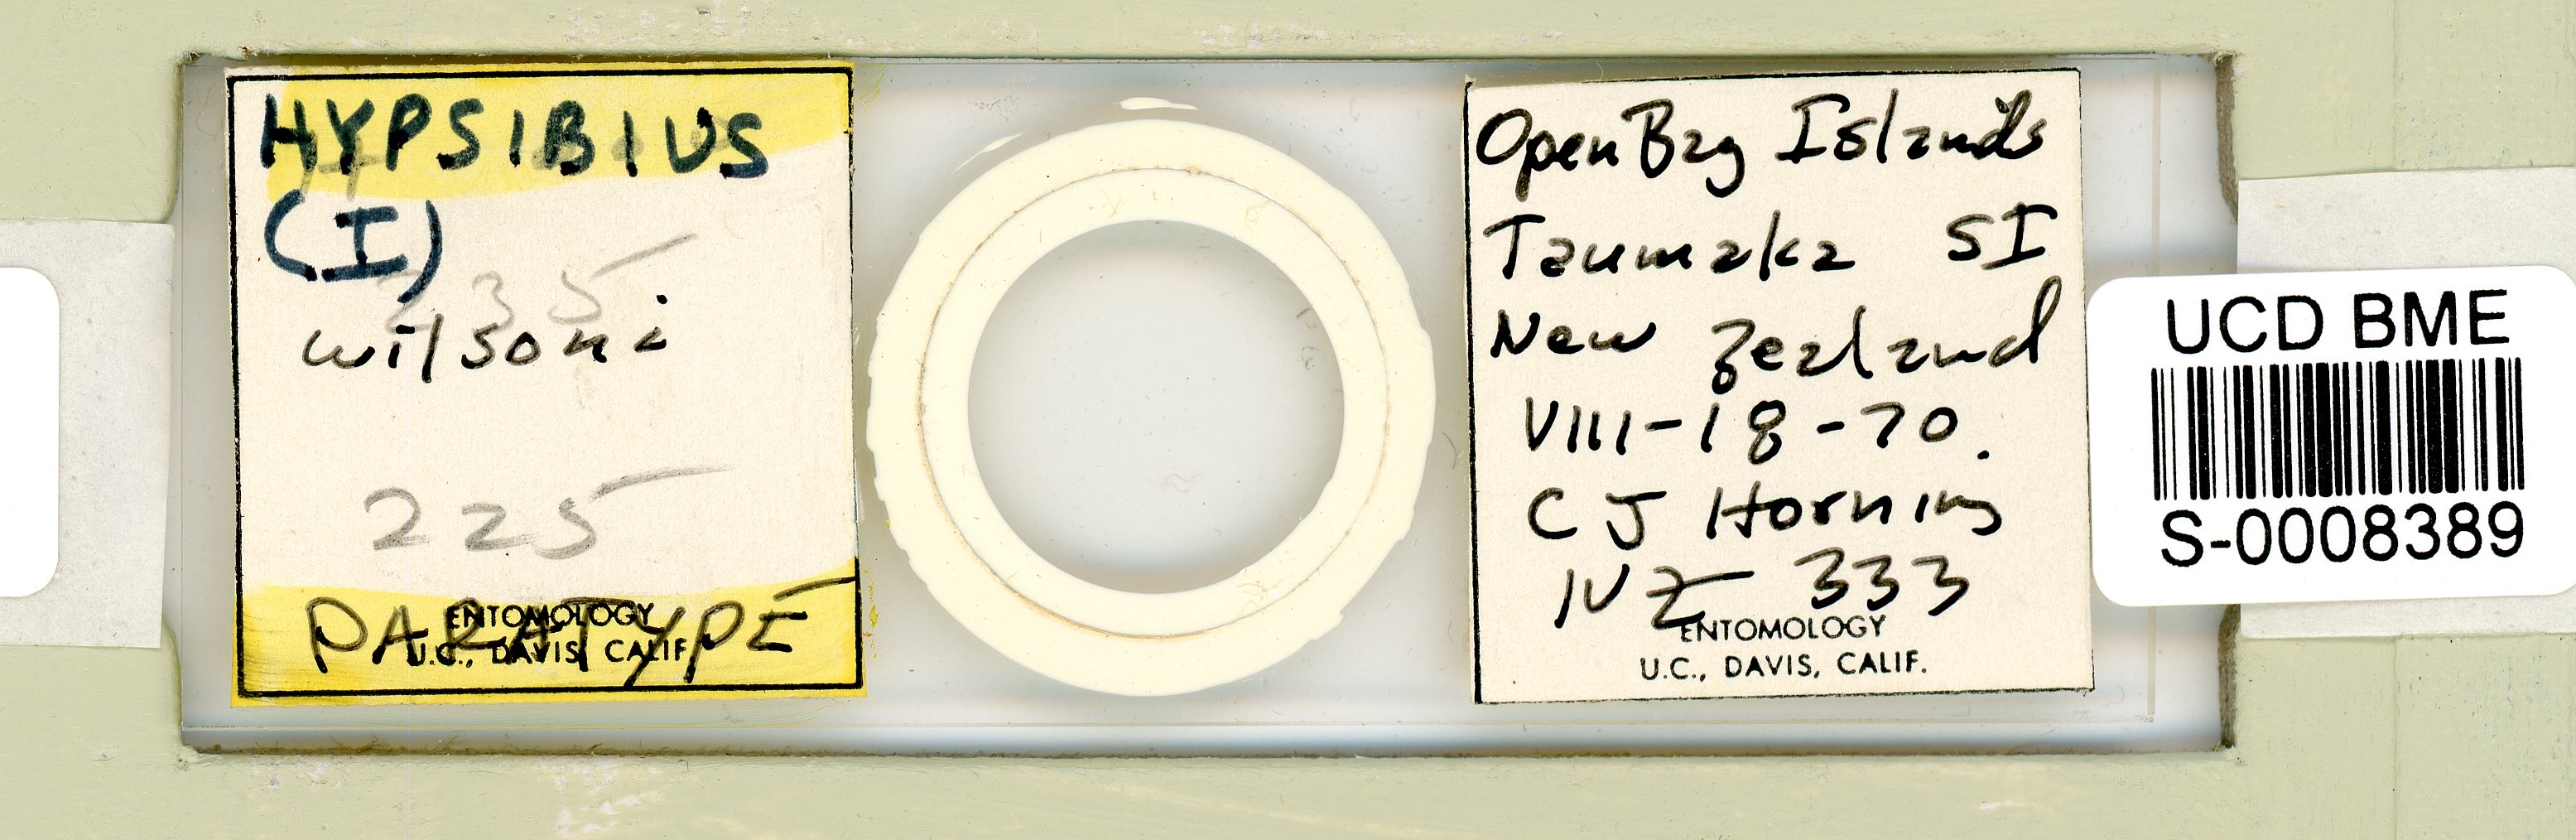 HYPSIBIUS
(I)
235
wilsoni
225
PARATYPE
ENTOMOLOGY
U.C., DAVIS, CALIF.
Open Bay Islands
Taumaka SI
New Zealand
VIII-18-70.
C J Horning
NZ 333
ENTOMOLOGY
U.C., DAVIS, CALIF.
UCD BME
S-0008389